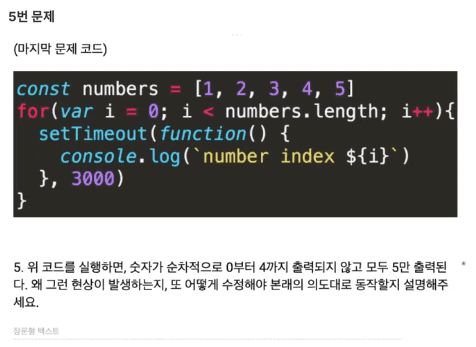 5번 문제
(마지막 문제 코드)
const numbers = [1, 2, 3, 4, 5]
for(var i = 0; i < numbers.length; i++){
  setTimeout(function() {
    console.log(`number index ${i}`)
  }, 3000)
}
5. 위 코드를 실행하면, 숫자가 순차적으로 0부터 4까지 출력되지 않고 모두 5만 출력된 *
다. 왜 그런 현상이 발생하는지, 또 어떻게 수정해야 본래의 의도대로 동작할지 설명해주
세요.
장문형 텍스트